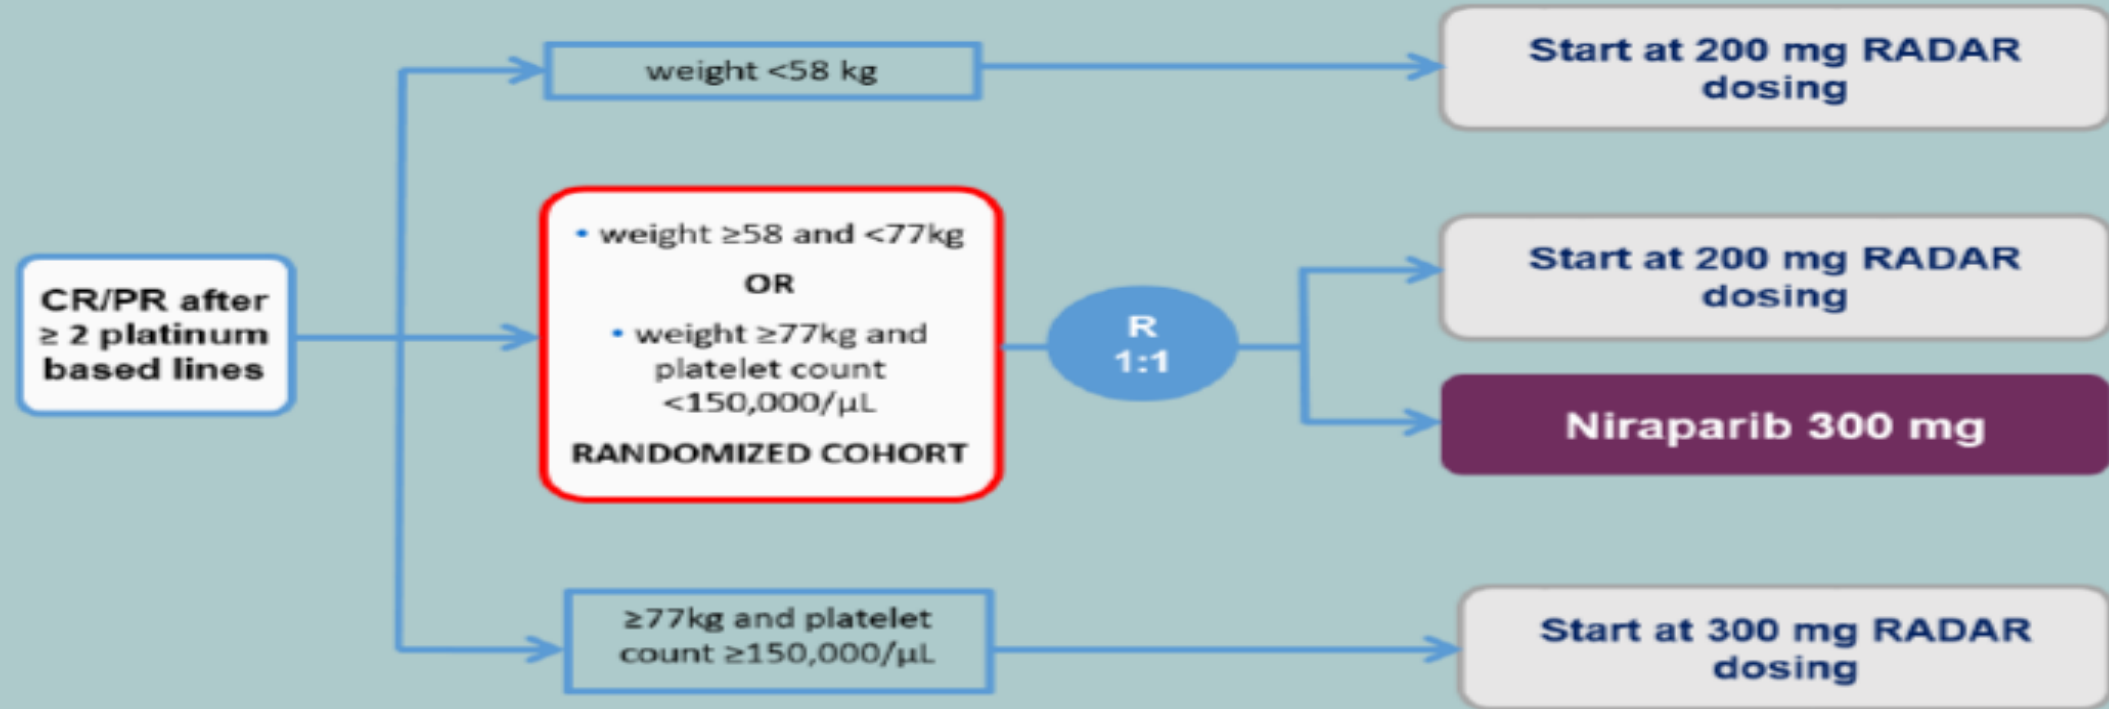 CR/PR after
≥ 2 platinum
based lines
weight <58 kg
Start at 200 mg RADAR
dosing
• weight ≥58 and <77kg
OR
• weight ≥77kg and
platelet count
<150,000/µL
RANDOMIZED COHORT
R
1:1
Start at 200 mg RADAR
dosing
Niraparib 300 mg
≥77kg and platelet
count ≥150,000/µL
Start at 300 mg RADAR
dosing